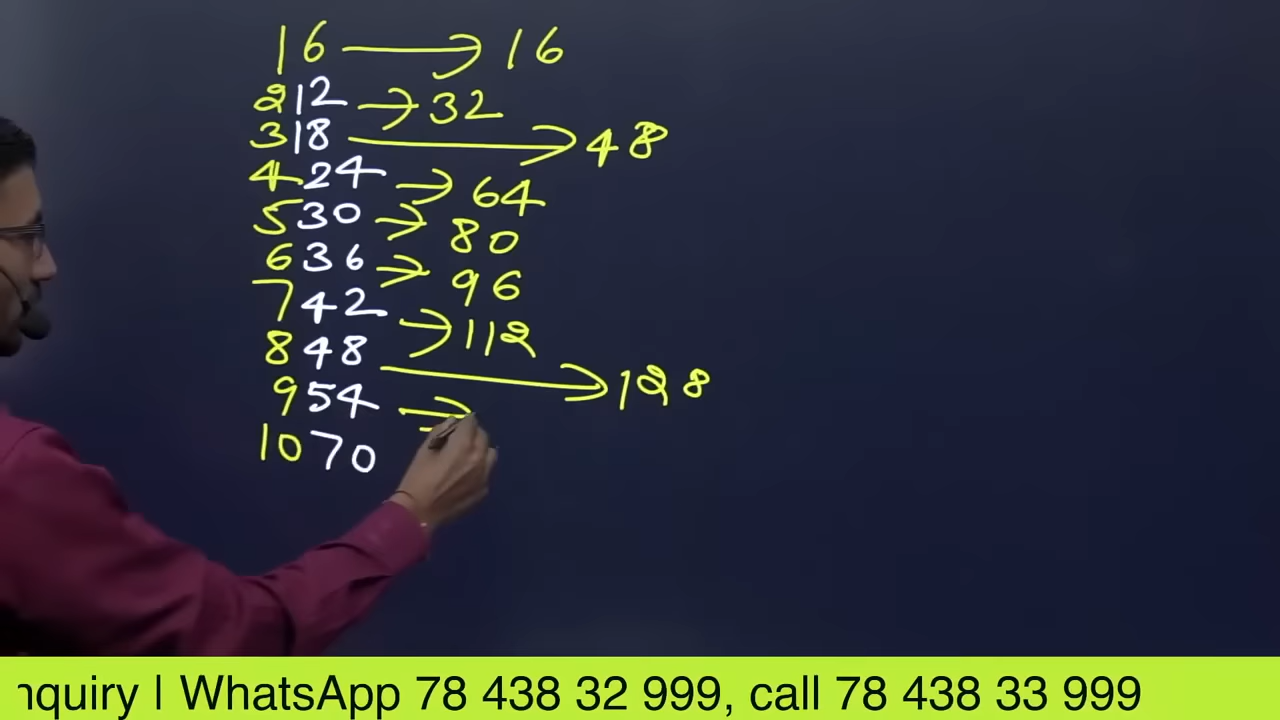 16 → 16
212 → 32
318 → 48
424 → 64
530 → 80
636 → 96
742 → 112
848 → 128
954 →
1070
nquiry | WhatsApp 78 438 32 999, call 78 438 33 999